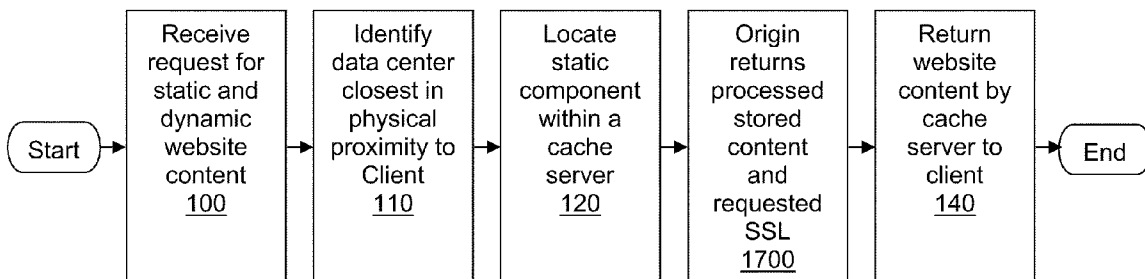 Start
Receive
request for
static and
dynamic
website
content
100
Identify
data center
closest in
physical
proximity to
Client
110
Locate
static
component
within a
cache
server
120
Origin
returns
processed
stored
content
and
requested
SSL
1700
Return
website
content by
cache
server to
client
140
End